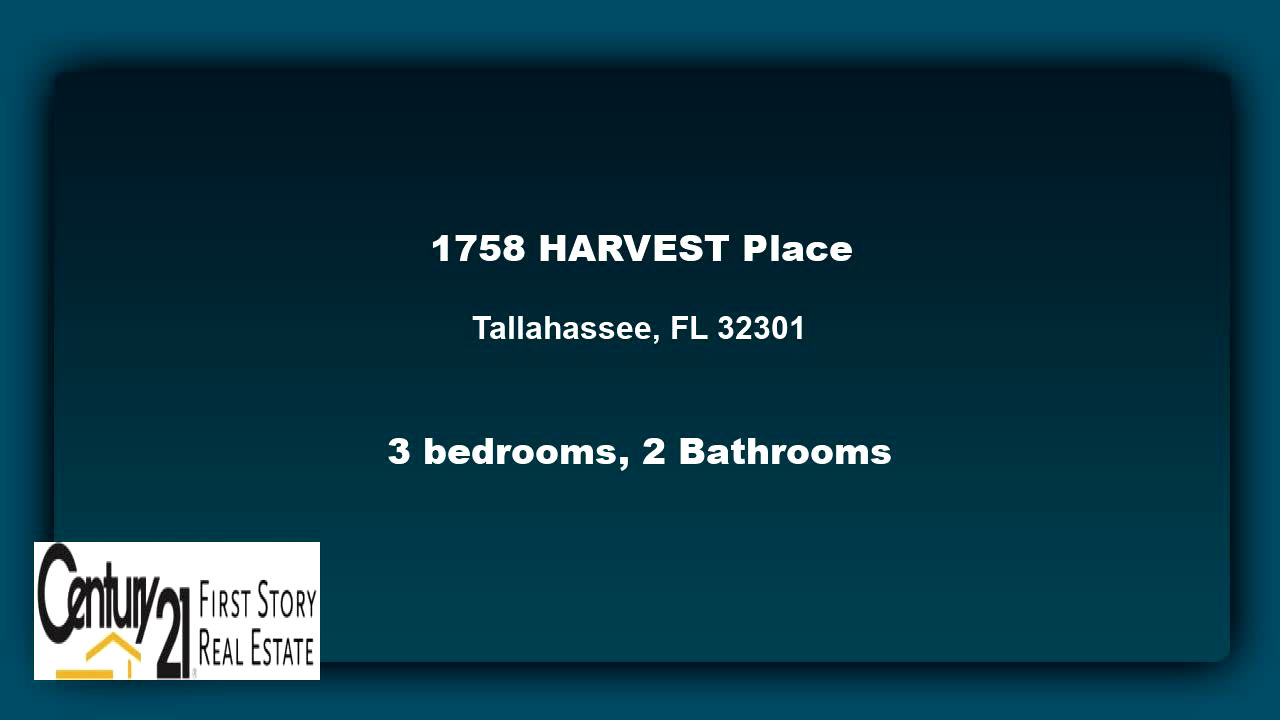 1758 HARVEST Place
Tallahassee, FL 32301
3 bedrooms, 2 Bathrooms
Century 21 FIRST STORY
REAL ESTATE